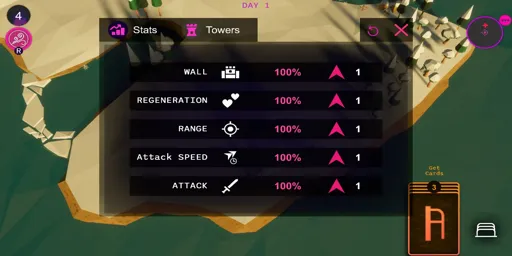 DAY 1
4
Stats
Towers
R
WALL 100% 1
REGENERATION 100% 1
RANGE 100% 1
Attack SPEED 100% 1
ATTACK 100% 1
Get
Cards
3